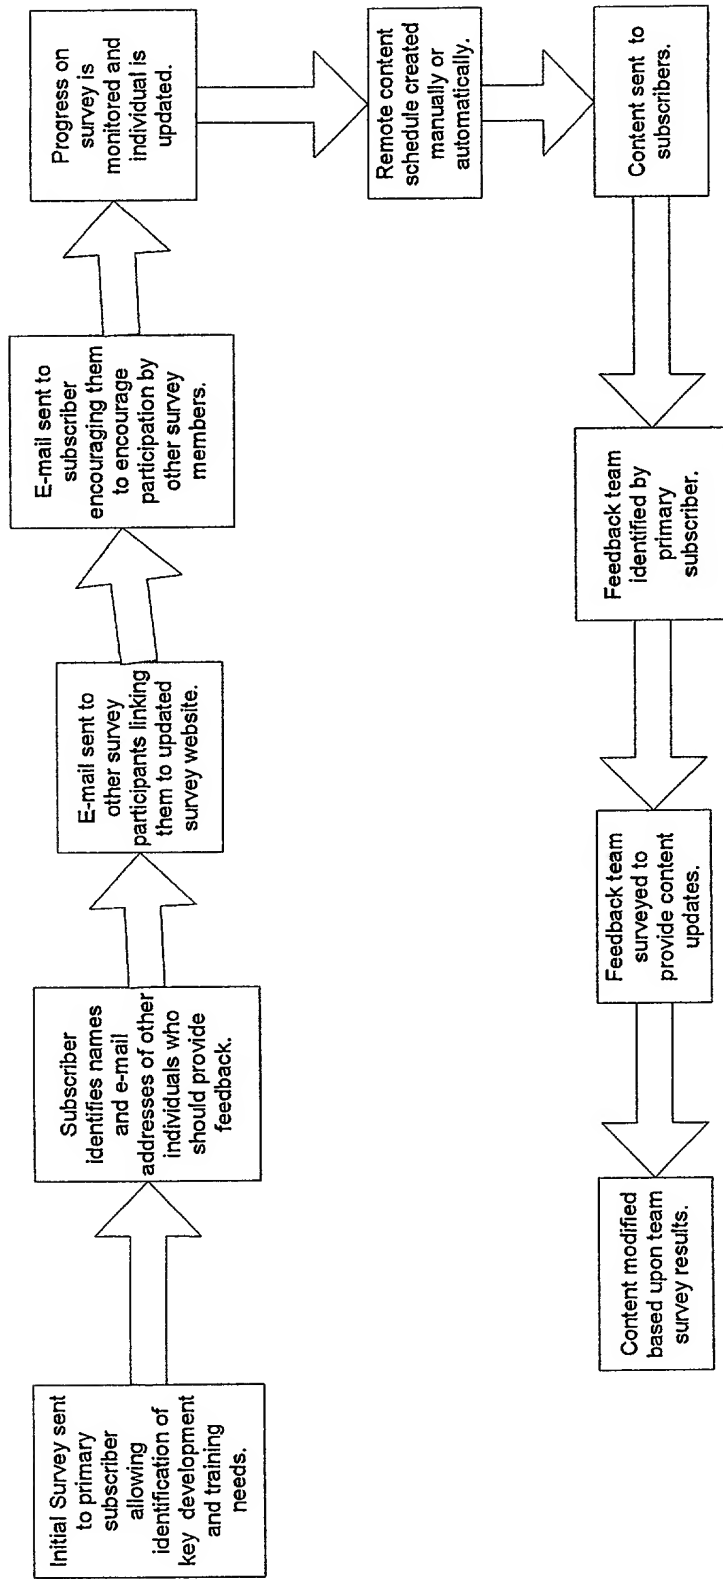 Initial Survey sent
to primary
subscriber
allowing
identification of
key development
and training
needs.
Subscriber
identifies names
and e-mail
addresses of other
individuals who
should provide
feedback.
E-mail sent to
other survey
participants linking
them to updated
survey website.
E-mail sent to
subscriber
encouraging them
to encourage
participation by
other survey
members.
Progress on
survey is
monitored and
individual is
updated.
Remote content
schedule created
manually or
automatically.
Content sent to
subscribers.
Feedback team
identified by
primary
subscriber.
Feedback team
surveyed to
provide content
updates.
Content modified
based upon team
survey results.